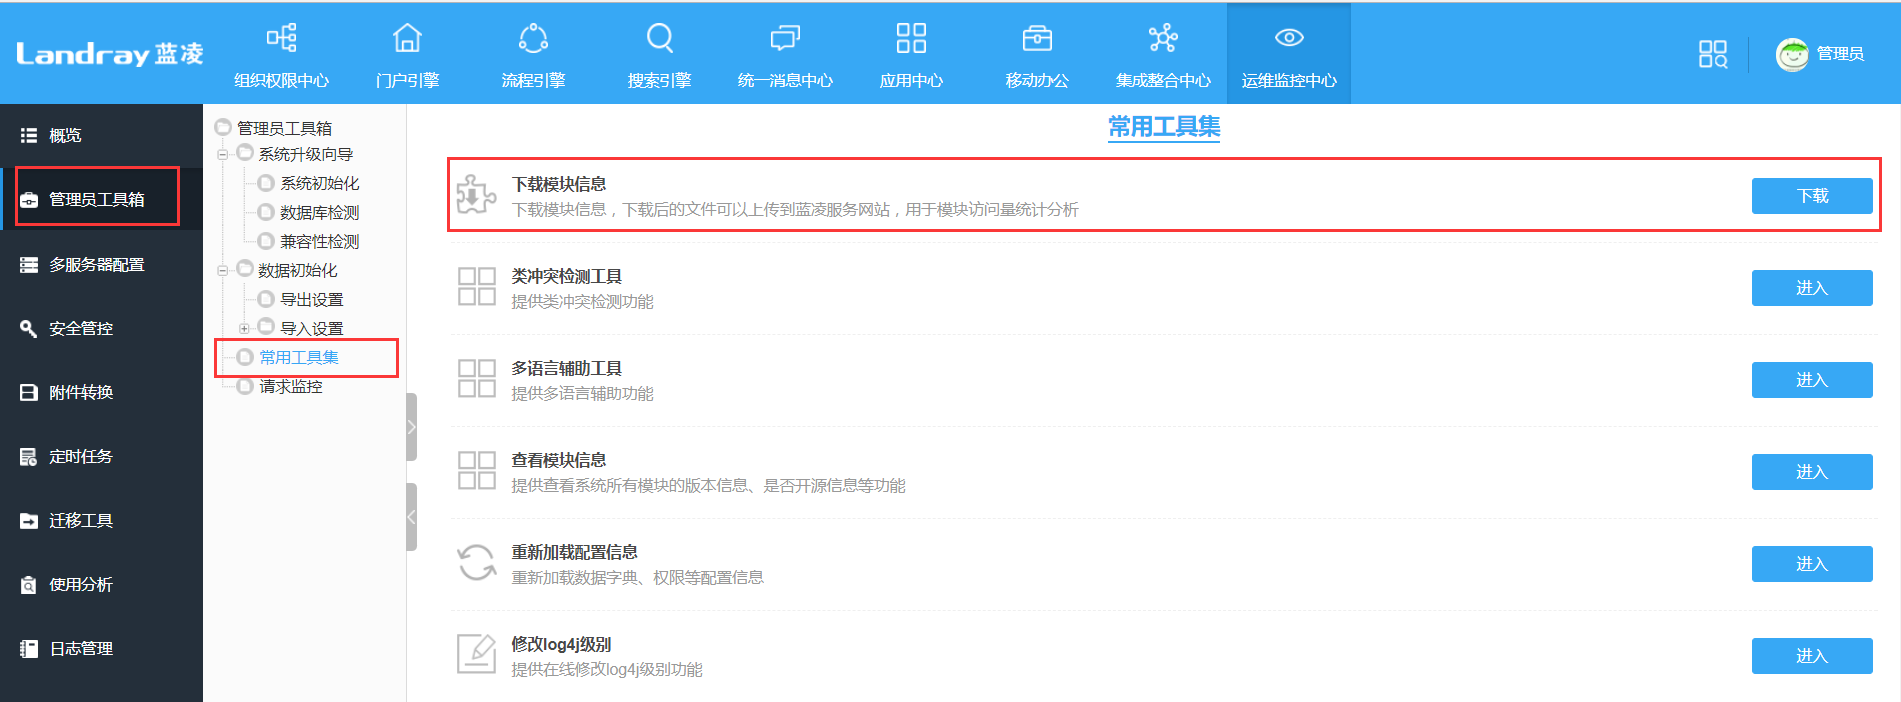 Landray 蓝凌
组织权限中心
门户引擎
流程引擎
搜索引擎
统一消息中心
应用中心
移动办公
集成整合中心
运维监控中心
管理员
概览
管理员工具箱
多服务器配置
安全管控
附件转换
定时任务
迁移工具
使用分析
日志管理
管理员工具箱
系统升级向导
系统初始化
数据库检测
兼容性检测
数据初始化
导出设置
导入设置
常用工具集
请求监控
常用工具集
下载模块信息
下载模块信息，下载后的文件可以上传到蓝凌服务网站，用于模块访问量统计分析
下载
类冲突检测工具
提供类冲突检测功能
进入
多语言辅助工具
提供多语言辅助功能
进入
查看模块信息
提供查看系统所有模块的版本信息、是否开源信息等功能
进入
重新加载配置信息
重新加载数据字典、权限等配置信息
进入
修改log4j级别
提供在线修改log4j级别功能
进入